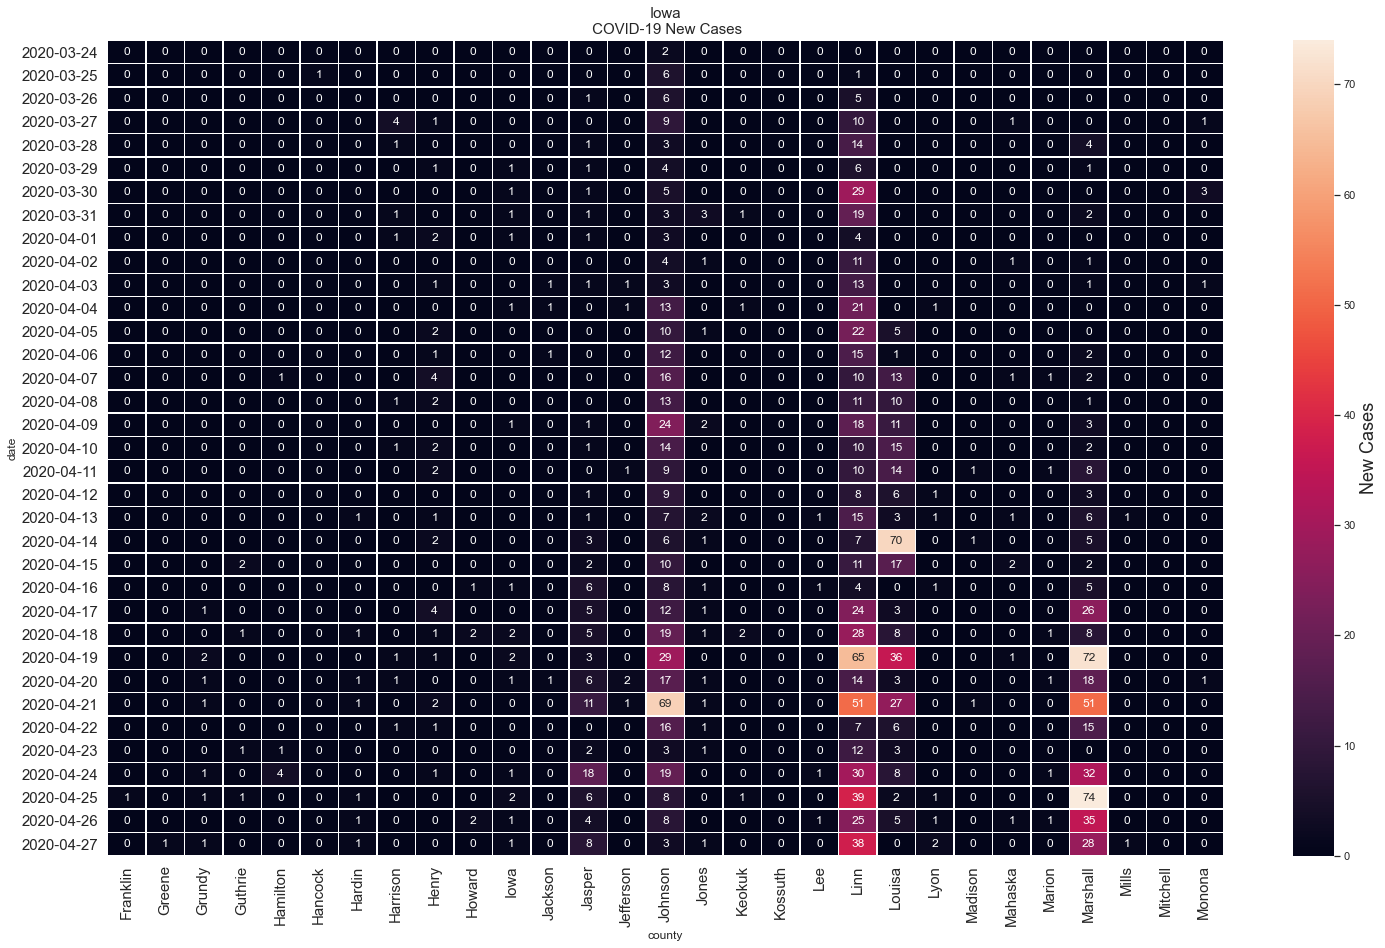 Iowa
COVID-19 New Cases
2020-03-24 0 0 0 0 0 0 0 0 0 0 0 0 0 0 2 0 0 0 0 0 0 0 0 0 0 0 0 0 0
2020-03-25 0 0 0 0 0 1 0 0 0 0 0 0 0 0 6 0 0 0 0 1 0 0 0 0 0 0 0 0 0
2020-03-26 0 0 0 0 0 0 0 0 0 0 0 0 1 0 6 0 0 0 0 5 0 0 0 0 0 0 0 0 0
2020-03-27 0 0 0 0 0 0 0 4 1 0 0 0 0 0 9 0 0 0 0 10 0 0 0 1 0 0 0 0 1
2020-03-28 0 0 0 0 0 0 0 1 0 0 0 0 1 0 3 0 0 0 0 14 0 0 0 0 0 4 0 0 0
2020-03-29 0 0 0 0 0 0 0 0 1 0 1 0 1 0 4 0 0 0 0 6 0 0 0 0 0 1 0 0 0
2020-03-30 0 0 0 0 0 0 0 0 0 0 1 0 1 0 5 0 0 0 0 29 0 0 0 0 0 0 0 0 3
2020-03-31 0 0 0 0 0 0 0 1 0 0 1 0 1 0 3 3 1 0 0 19 0 0 0 0 0 2 0 0 0
2020-04-01 0 0 0 0 0 0 0 1 2 0 1 0 1 0 3 0 0 0 0 4 0 0 0 0 0 0 0 0 0
2020-04-02 0 0 0 0 0 0 0 0 0 0 0 0 0 0 4 1 0 0 0 11 0 0 0 1 0 1 0 0 0
2020-04-03 0 0 0 0 0 0 0 0 1 0 0 1 1 1 3 0 0 0 0 13 0 0 0 0 0 1 0 0 1
2020-04-04 0 0 0 0 0 0 0 0 0 0 1 1 0 1 13 0 1 0 0 21 0 1 0 0 0 0 0 0 0
2020-04-05 0 0 0 0 0 0 0 0 2 0 0 0 0 0 10 1 0 0 0 22 5 0 0 0 0 0 0 0 0
2020-04-06 0 0 0 0 0 0 0 0 1 0 0 1 0 0 12 0 0 0 0 15 1 0 0 0 0 2 0 0 0
2020-04-07 0 0 0 0 1 0 0 0 4 0 0 0 0 0 16 0 0 0 0 10 13 0 0 1 1 2 0 0 0
2020-04-08 0 0 0 0 0 0 0 1 2 0 0 0 0 0 13 0 0 0 0 11 10 0 0 0 0 1 0 0 0
2020-04-09 0 0 0 0 0 0 0 0 0 0 1 0 1 0 24 2 0 0 0 18 11 0 0 0 0 3 0 0 0
2020-04-10 0 0 0 0 0 0 0 1 2 0 0 0 1 0 14 0 0 0 0 10 15 0 0 0 0 2 0 0 0
2020-04-11 0 0 0 0 0 0 0 0 2 0 0 0 0 1 9 0 0 0 0 10 14 0 1 0 1 8 0 0 0
2020-04-12 0 0 0 0 0 0 0 0 0 0 0 0 1 0 9 0 0 0 0 8 6 1 0 0 0 3 0 0 0
2020-04-13 0 0 0 0 0 0 1 0 1 0 0 0 1 0 7 2 0 0 1 15 3 1 0 1 0 6 1 0 0
2020-04-14 0 0 0 0 0 0 0 0 2 0 0 0 3 0 6 1 0 0 0 7 70 0 1 0 0 5 0 0 0
2020-04-15 0 0 0 2 0 0 0 0 0 0 0 0 2 0 10 0 0 0 0 11 17 0 0 2 0 2 0 0 0
2020-04-16 0 0 0 0 0 0 0 0 0 1 1 0 6 0 8 1 0 0 1 4 0 1 0 0 0 5 0 0 0
2020-04-17 0 0 1 0 0 0 0 0 4 0 0 0 5 0 12 1 0 0 0 24 3 0 0 0 0 26 0 0 0
2020-04-18 0 0 0 1 0 0 1 0 1 2 2 0 5 0 19 1 2 0 0 28 8 0 0 0 1 8 0 0 0
2020-04-19 0 0 2 0 0 0 0 1 1 0 2 0 3 0 29 0 0 0 0 65 36 0 0 1 0 72 0 0 0
2020-04-20 0 0 1 0 0 0 1 1 0 0 1 1 6 2 17 1 0 0 0 14 3 0 0 0 1 18 0 0 1
2020-04-21 0 0 1 0 0 0 1 0 2 0 0 0 11 1 69 1 0 0 0 51 27 0 1 0 0 51 0 0 0
2020-04-22 0 0 0 0 0 0 0 1 1 0 0 0 0 0 16 1 0 0 0 7 6 0 0 0 0 15 0 0 0
2020-04-23 0 0 0 1 1 0 0 0 0 0 0 0 2 0 3 1 0 0 0 12 3 0 0 0 0 0 0 0 0
2020-04-24 0 0 1 0 4 0 0 0 1 0 1 0 18 0 19 0 0 0 1 30 8 0 0 0 1 32 0 0 0
2020-04-25 1 0 1 1 0 0 1 0 0 0 2 0 6 0 8 0 1 0 0 39 2 1 0 0 0 74 0 0 0
2020-04-26 0 0 0 0 0 0 1 0 0 2 1 0 4 0 8 0 0 0 1 25 5 1 0 1 1 35 0 0 0
2020-04-27 0 1 1 0 0 0 1 0 0 0 1 0 8 0 3 1 0 0 0 38 0 2 0 0 0 28 1 0 0
date
Franklin Greene Grundy Guthrie Hamilton Hancock Hardin Harrison Henry Howard Iowa Jackson Jasper Jefferson Johnson Jones Keokuk Kossuth Lee Linn Louisa Lyon Madison Mahaska Marion Marshall Mills Mitchell Monona
county
70
60
50
40
30
20
10
0
New Cases